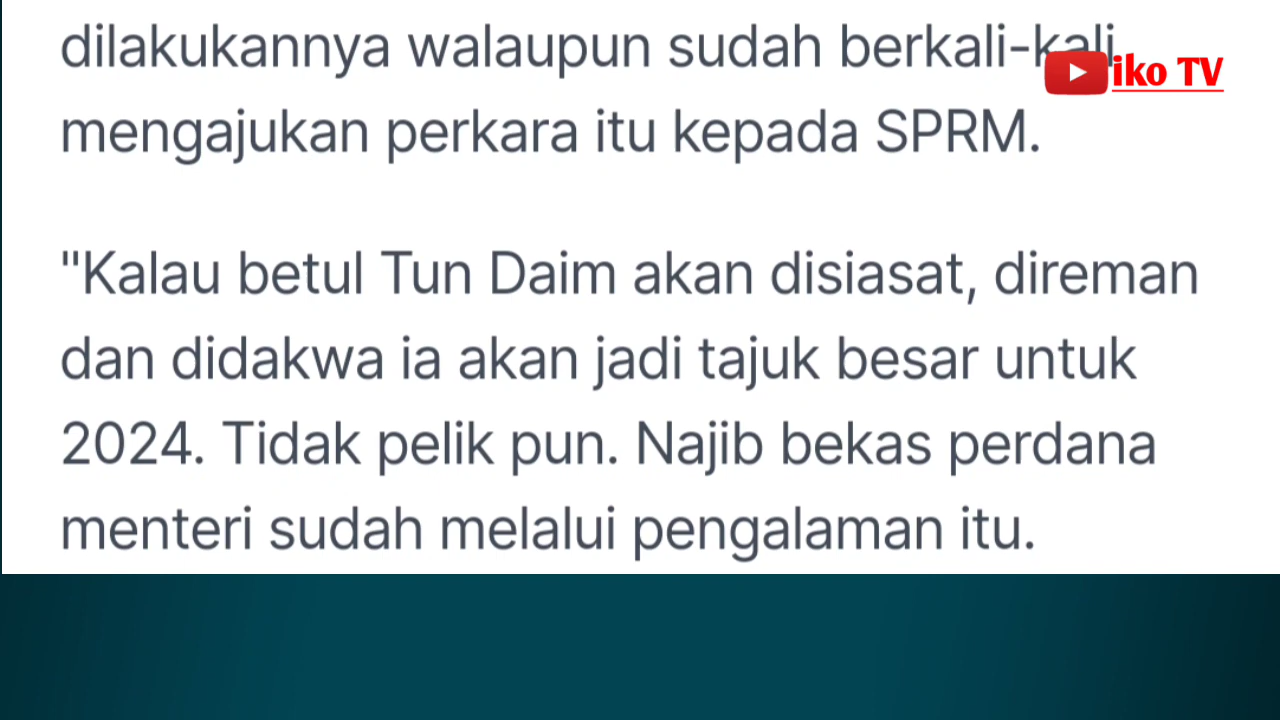 dilakukannya walaupun sudah berkali-kali
iko TV
mengajukan perkara itu kepada SPRM.
"Kalau betul Tun Daim akan disiasat, direman
dan didakwa ia akan jadi tajuk besar untuk
2024. Tidak pelik pun. Najib bekas perdana
menteri sudah melalui pengalaman itu.